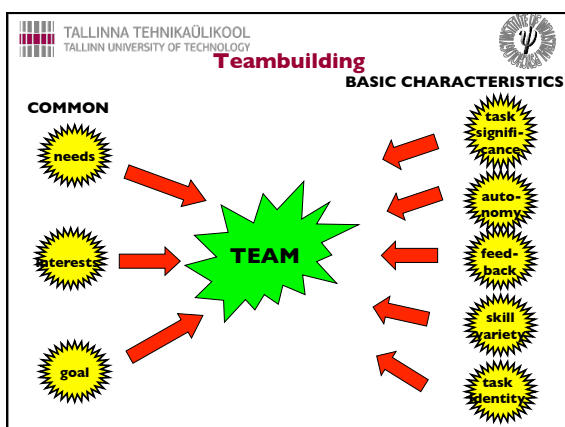 TALLINNA TEHNIKAÜLIKOOL
TALLINN UNIVERSITY OF TECHNOLOGY
Teambuilding
BASIC CHARACTERISTICS
COMMON
needs
interests
goal
TEAM
task
signifi-
cance
auto-
nomy
feed-
back
skill
variety
task
identity